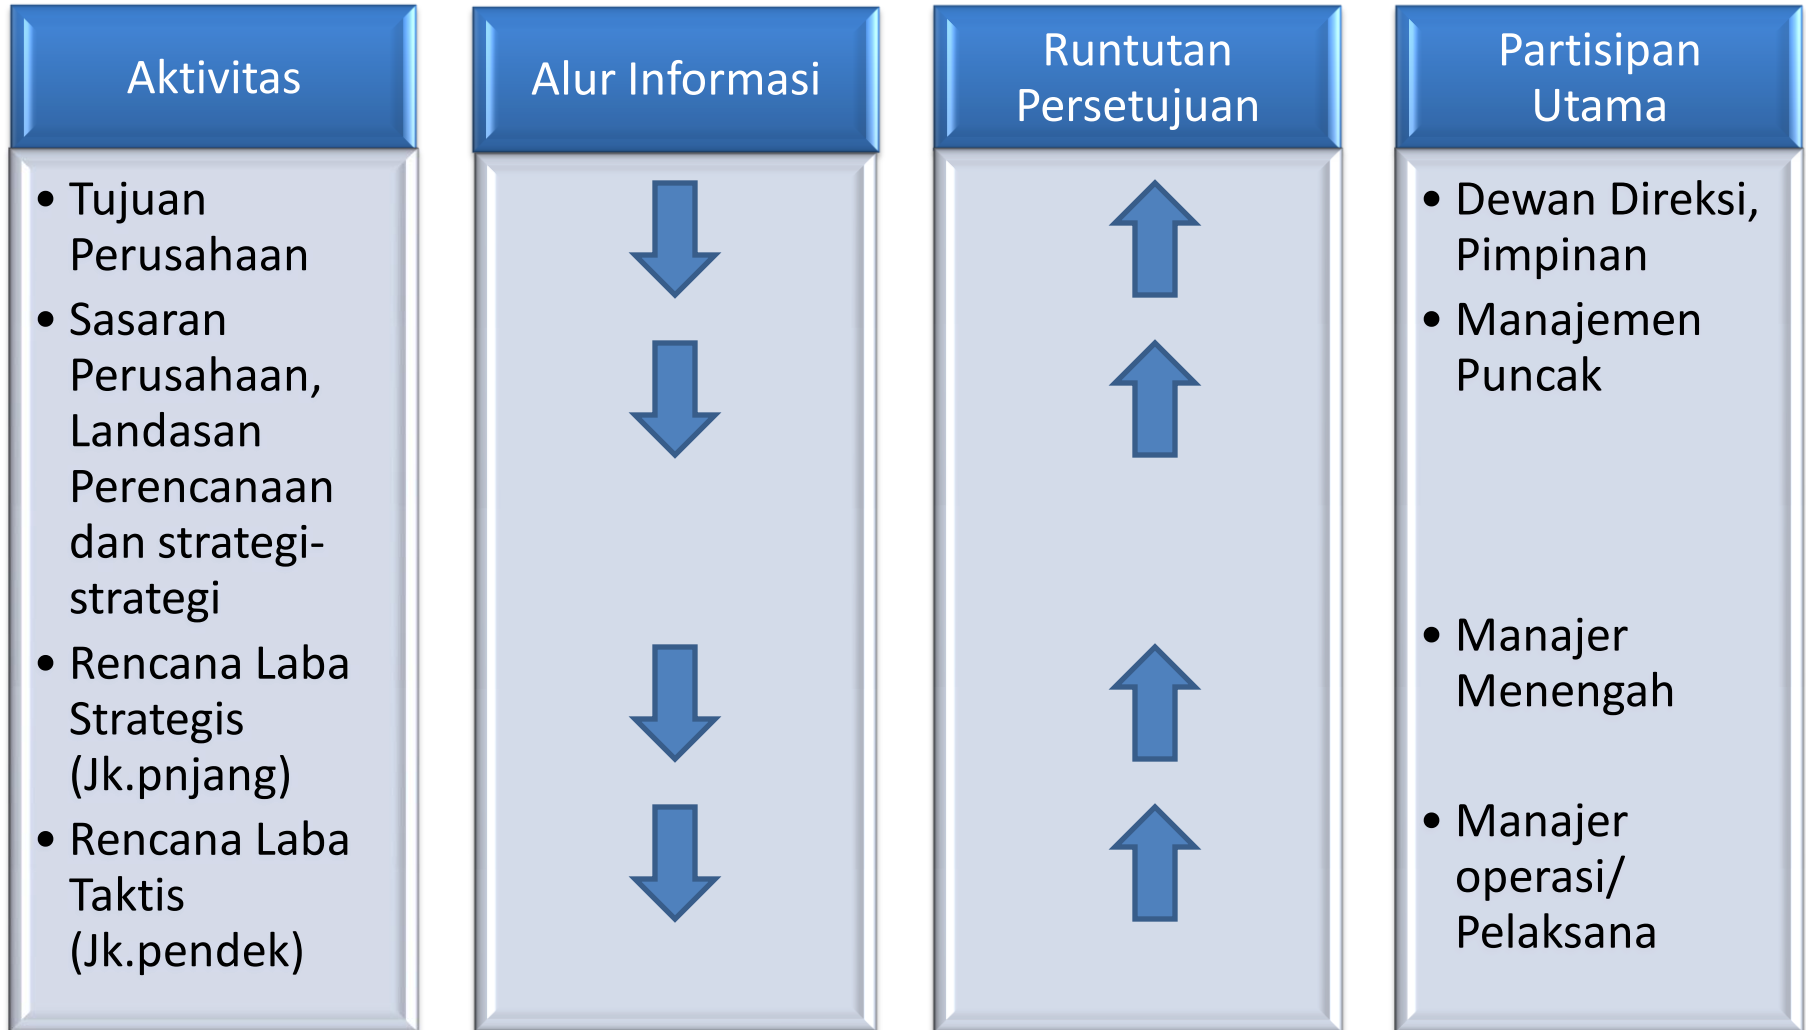 Aktivitas
• Tujuan
Perusahaan
• Sasaran
Perusahaan,
Landasan
Perencanaan
dan strategi-
strategi
• Rencana Laba
Strategis
(Jk.pnjang)
• Rencana Laba
Taktis
(Jk.pendek)
Alur Informasi
Runtutan
Persetujuan
Partisipan
Utama
• Dewan Direksi,
Pimpinan
• Manajemen
Puncak
• Manajer
Menengah
• Manajer
operasi/
Pelaksana